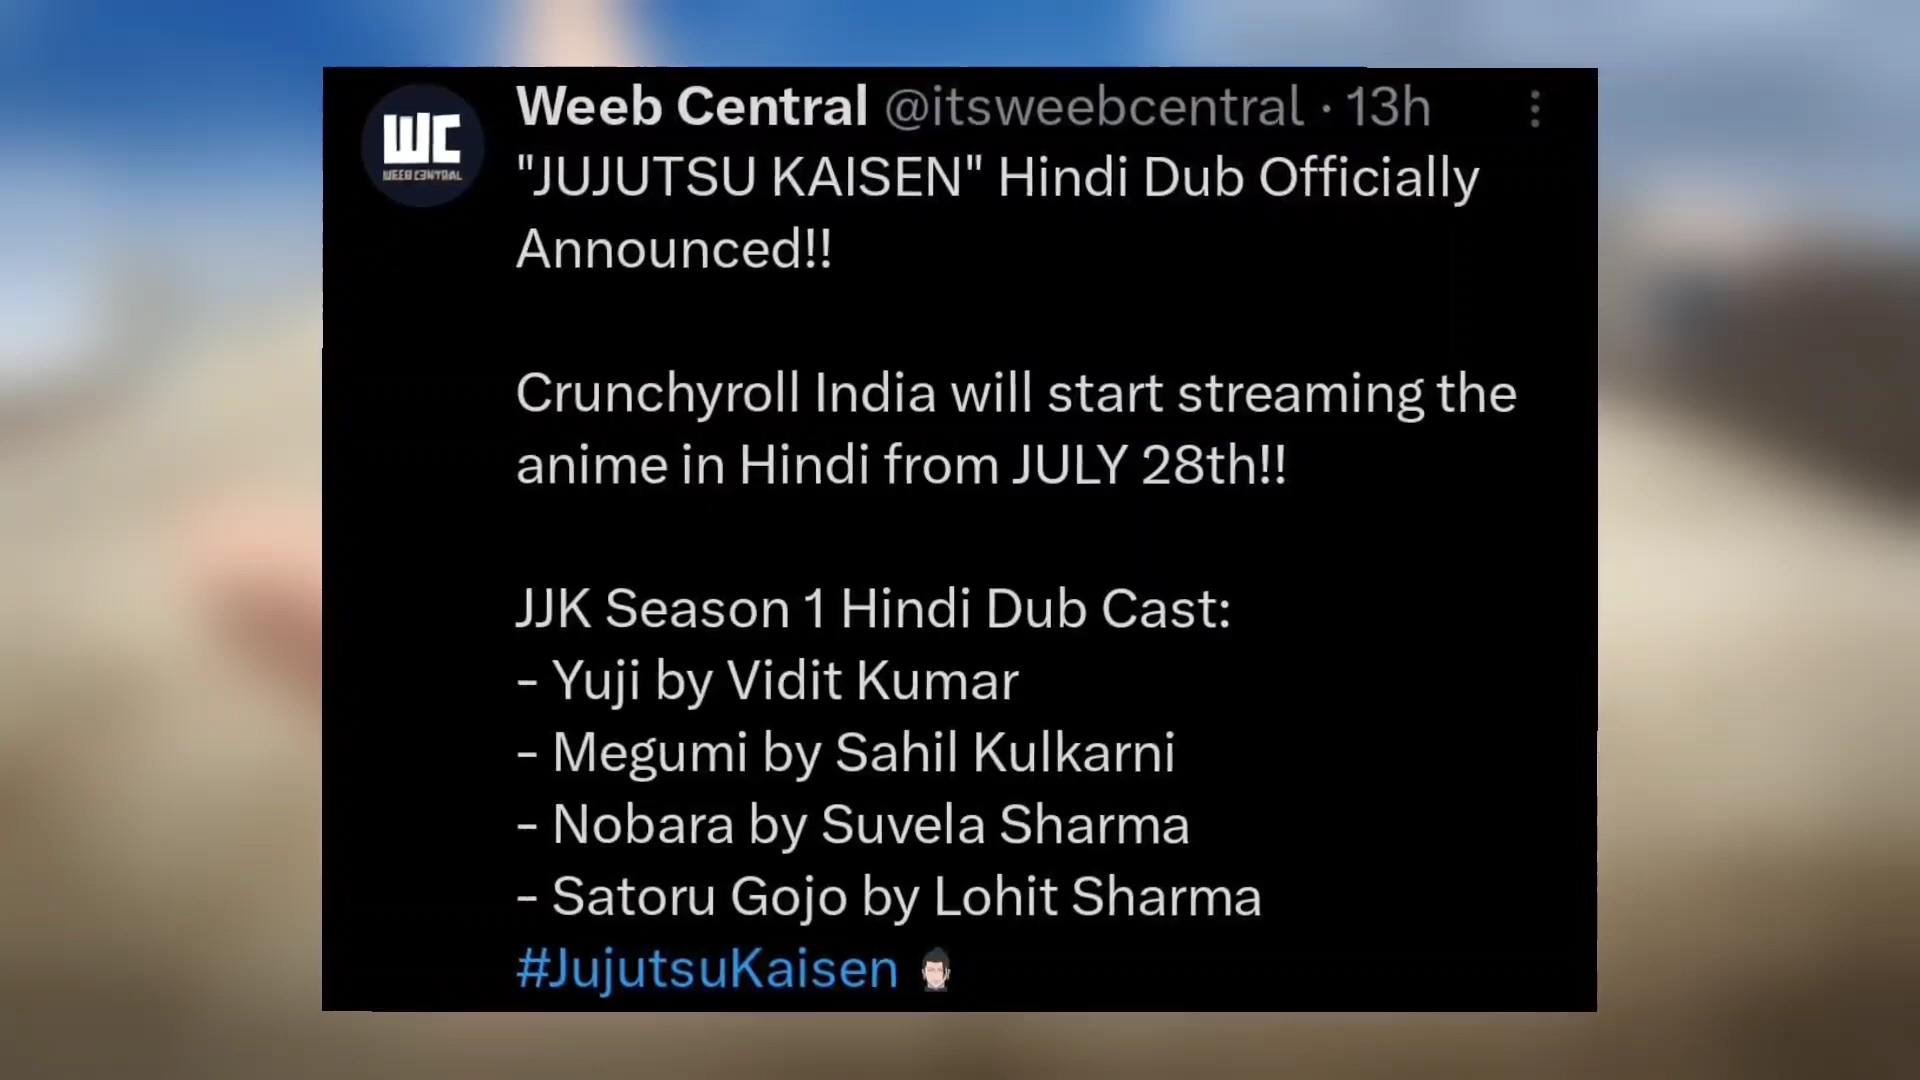 WC
WEEB CENTRAL
Weeb Central @itsweebcentral · 13h
"JUJUTSU KAISEN" Hindi Dub Officially
Announced!!
Crunchyroll India will start streaming the
anime in Hindi from JULY 28th!!
JJK Season 1 Hindi Dub Cast:
- Yuji by Vidit Kumar
- Megumi by Sahil Kulkarni
- Nobara by Suvela Sharma
- Satoru Gojo by Lohit Sharma
#JujutsuKaisen